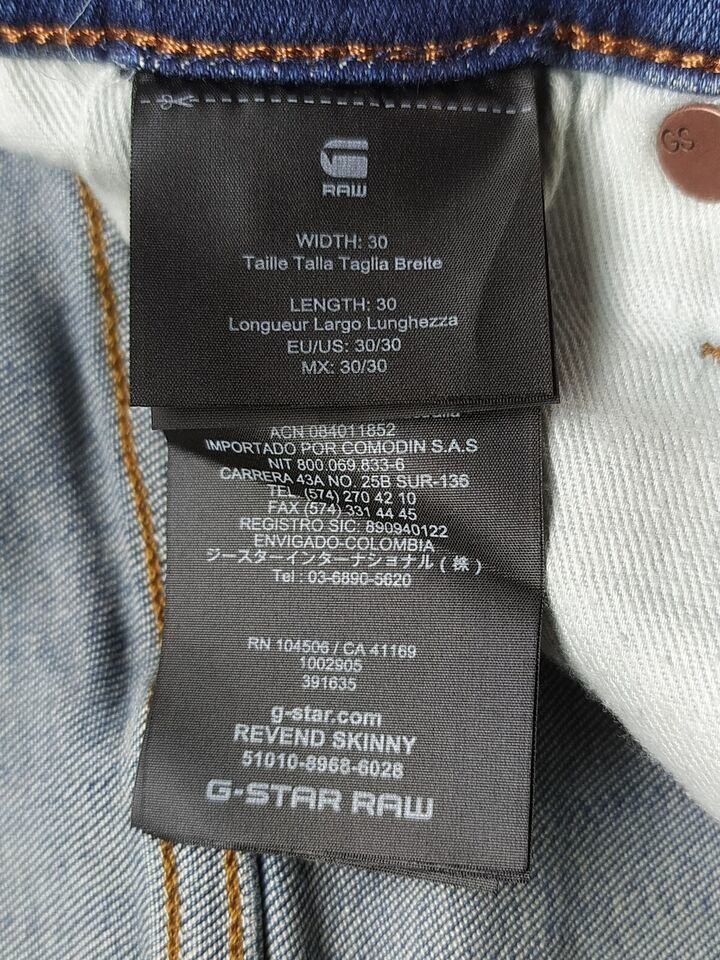 RAW
WIDTH: 30
Taille Talla Taglia Breite
LENGTH: 30
Longueur Largo Lunghezza
EU/US: 30/30
MX: 30/30
GS
ACN 084011852
IMPORTADO POR COMODIN S.A.S
NIT 800.069.833-6
CARRERA 43A NO. 25B SUR-136
TEL. (574) 270 42 10
FAX (574) 331 44 45
REGISTRO SIC: 890940122
ENVIGADO-COLOMBIA
ジースターインターナショナル(株)
Tel : 03-6890-5620
RN 104506 / CA 41169
1002905
391635
g-star.com
REVEND SKINNY
51010-8968-6028
G-STAR RAW